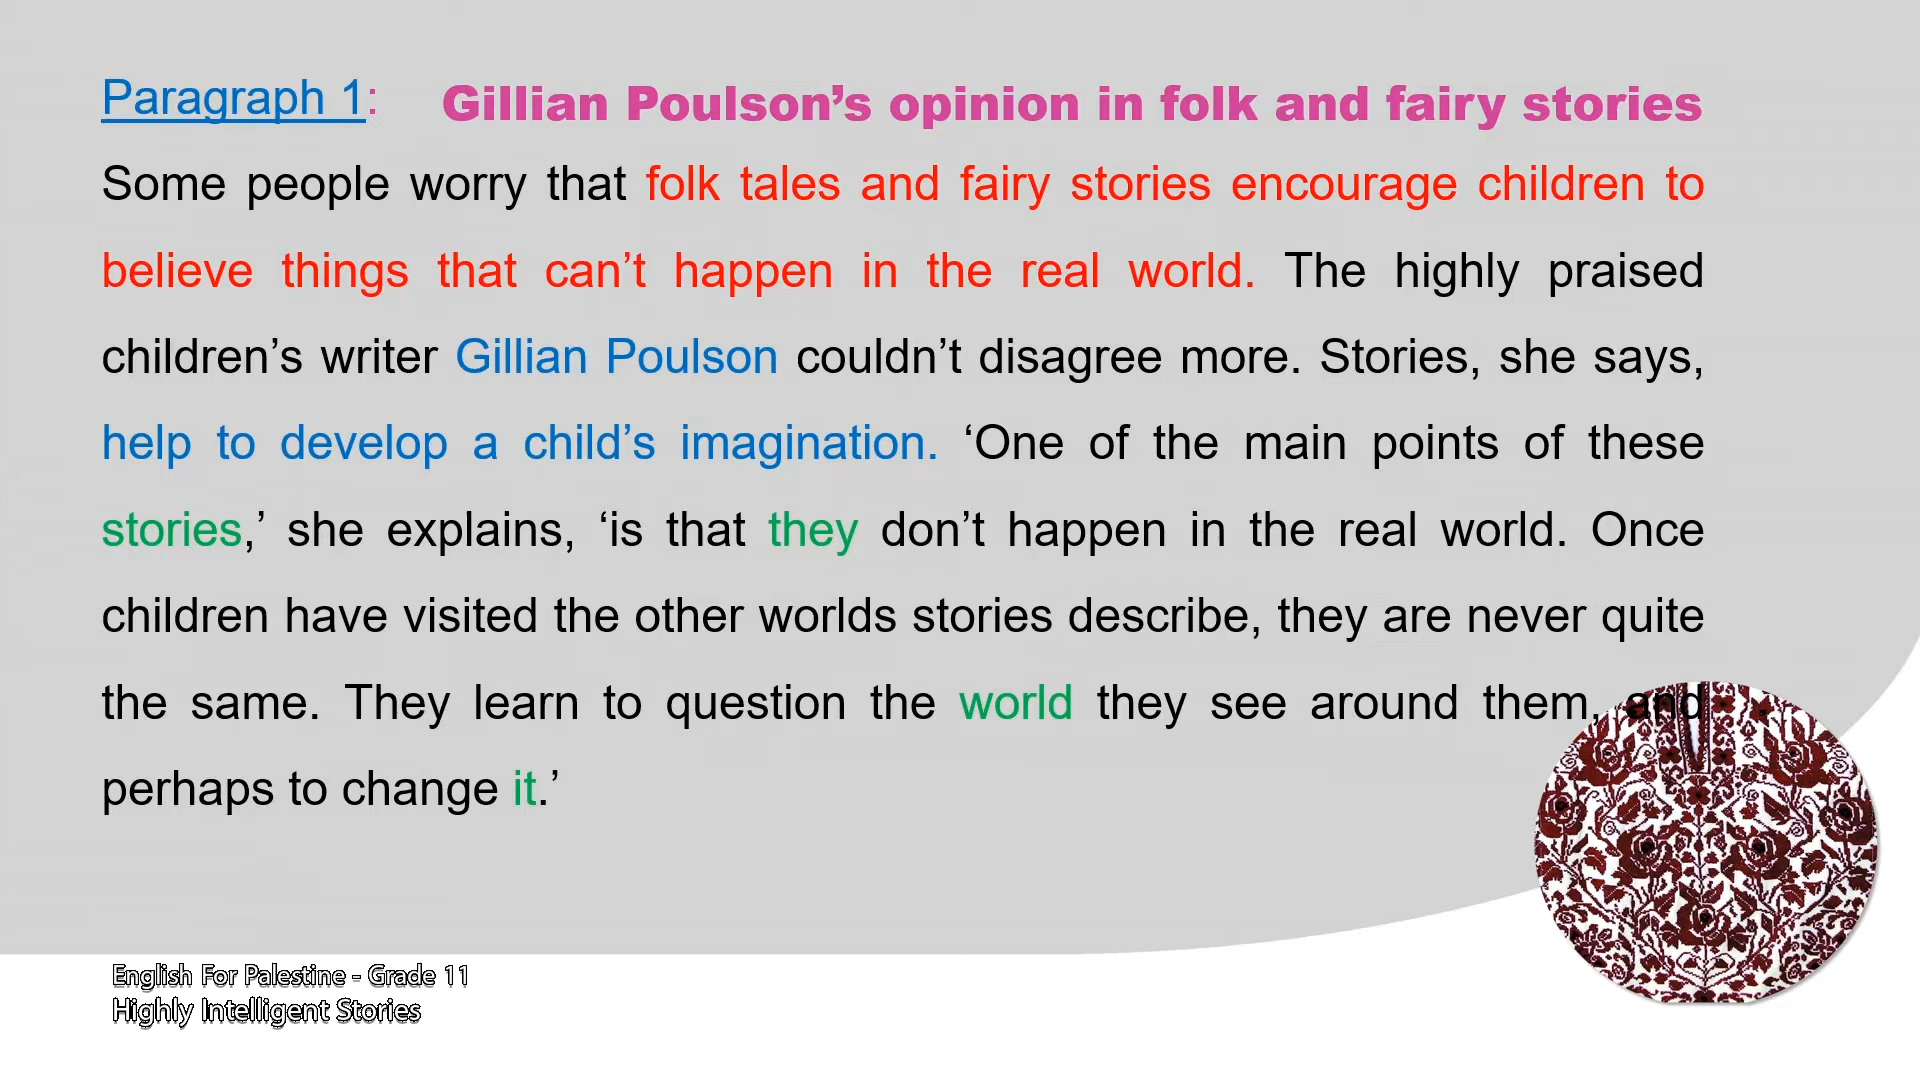 Paragraph 1: Gillian Poulson’s opinion in folk and fairy stories
Some people worry that folk tales and fairy stories encourage children to
believe things that can’t happen in the real world. The highly praised
children’s writer Gillian Poulson couldn’t disagree more. Stories, she says,
help to develop a child’s imagination. ‘One of the main points of these
stories,’ she explains, ‘is that they don’t happen in the real world. Once
children have visited the other worlds stories describe, they are never quite
the same. They learn to question the world they see around them, and
perhaps to change it.’
English For Palestine - Grade 11
Highly Intelligent Stories